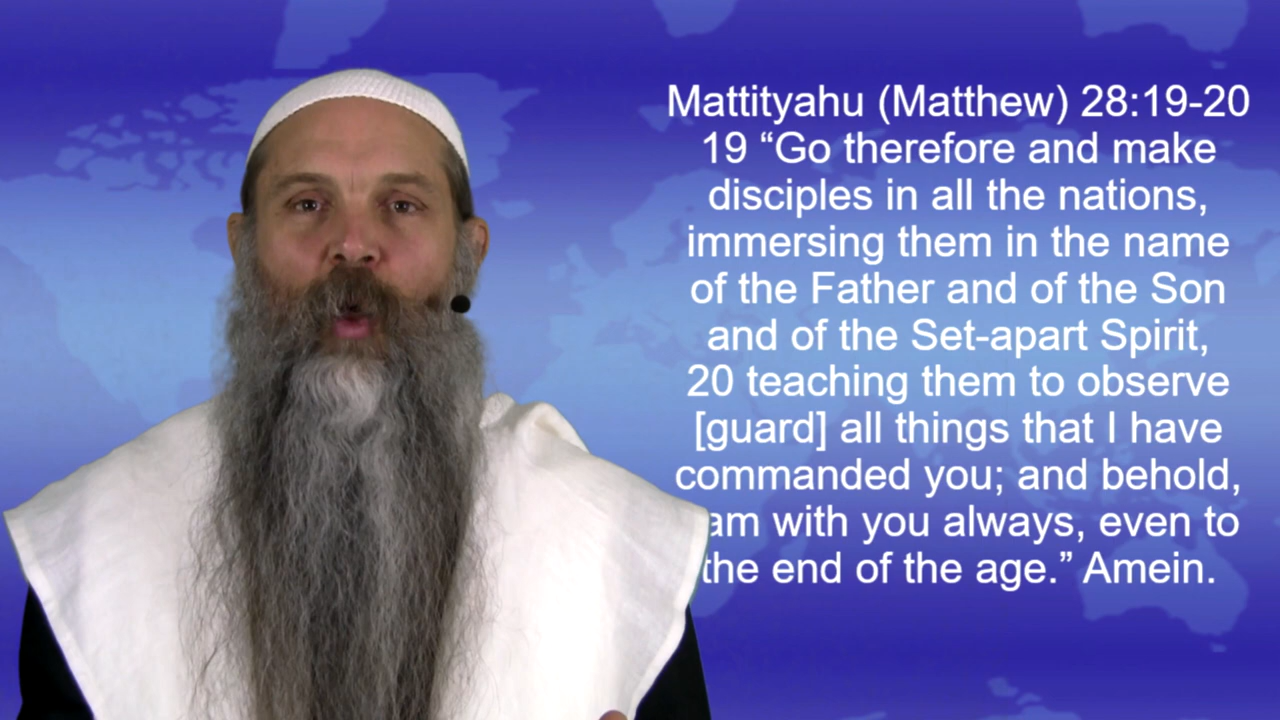 Mattityahu (Matthew) 28:19-20
19 “Go therefore and make
disciples in all the nations,
immersing them in the name
of the Father and of the Son
and of the Set-apart Spirit,
20 teaching them to observe
[guard] all things that I have
commanded you; and behold,
am with you always, even to
the end of the age.” Amein.